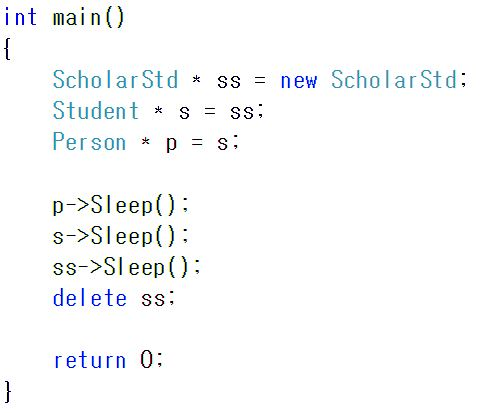 int main()
{
    ScholarStd * ss = new ScholarStd;
    Student * s = ss;
    Person * p = s;

    p->Sleep();
    s->Sleep();
    ss->Sleep();
    delete ss;

    return 0;
}